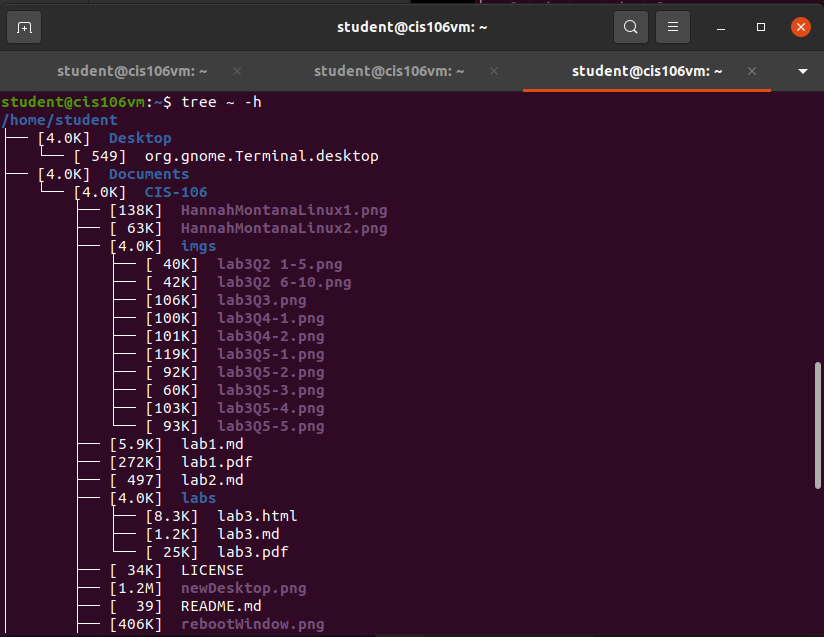 student@cis106vm: ~
student@cis106vm: ~ × student@cis106vm: ~ × student@cis106vm: ~ ×
student@cis106vm:~$ tree ~ -h
/home/student
├── [4.0K]  Desktop
│   └── [ 549]  org.gnome.Terminal.desktop
├── [4.0K]  Documents
│   └── [4.0K]  CIS-106
│       ├── [138K]  HannahMontanaLinux1.png
│       ├── [ 63K]  HannahMontanaLinux2.png
│       ├── [4.0K]  imgs
│       │   ├── [ 40K]  lab3Q2 1-5.png
│       │   ├── [ 42K]  lab3Q2 6-10.png
│       │   ├── [106K]  lab3Q3.png
│       │   ├── [100K]  lab3Q4-1.png
│       │   ├── [101K]  lab3Q4-2.png
│       │   ├── [119K]  lab3Q5-1.png
│       │   ├── [ 92K]  lab3Q5-2.png
│       │   ├── [ 60K]  lab3Q5-3.png
│       │   ├── [103K]  lab3Q5-4.png
│       │   └── [ 93K]  lab3Q5-5.png
│       ├── [5.9K]  lab1.md
│       ├── [272K]  lab1.pdf
│       ├── [ 497]  lab2.md
│       ├── [4.0K]  labs
│       │   ├── [8.3K]  lab3.html
│       │   ├── [1.2K]  lab3.md
│       │   └── [ 25K]  lab3.pdf
│       ├── [ 34K]  LICENSE
│       ├── [1.2M]  newDesktop.png
│       ├── [  39]  README.md
│       ├── [406K]  rebootWindow.png